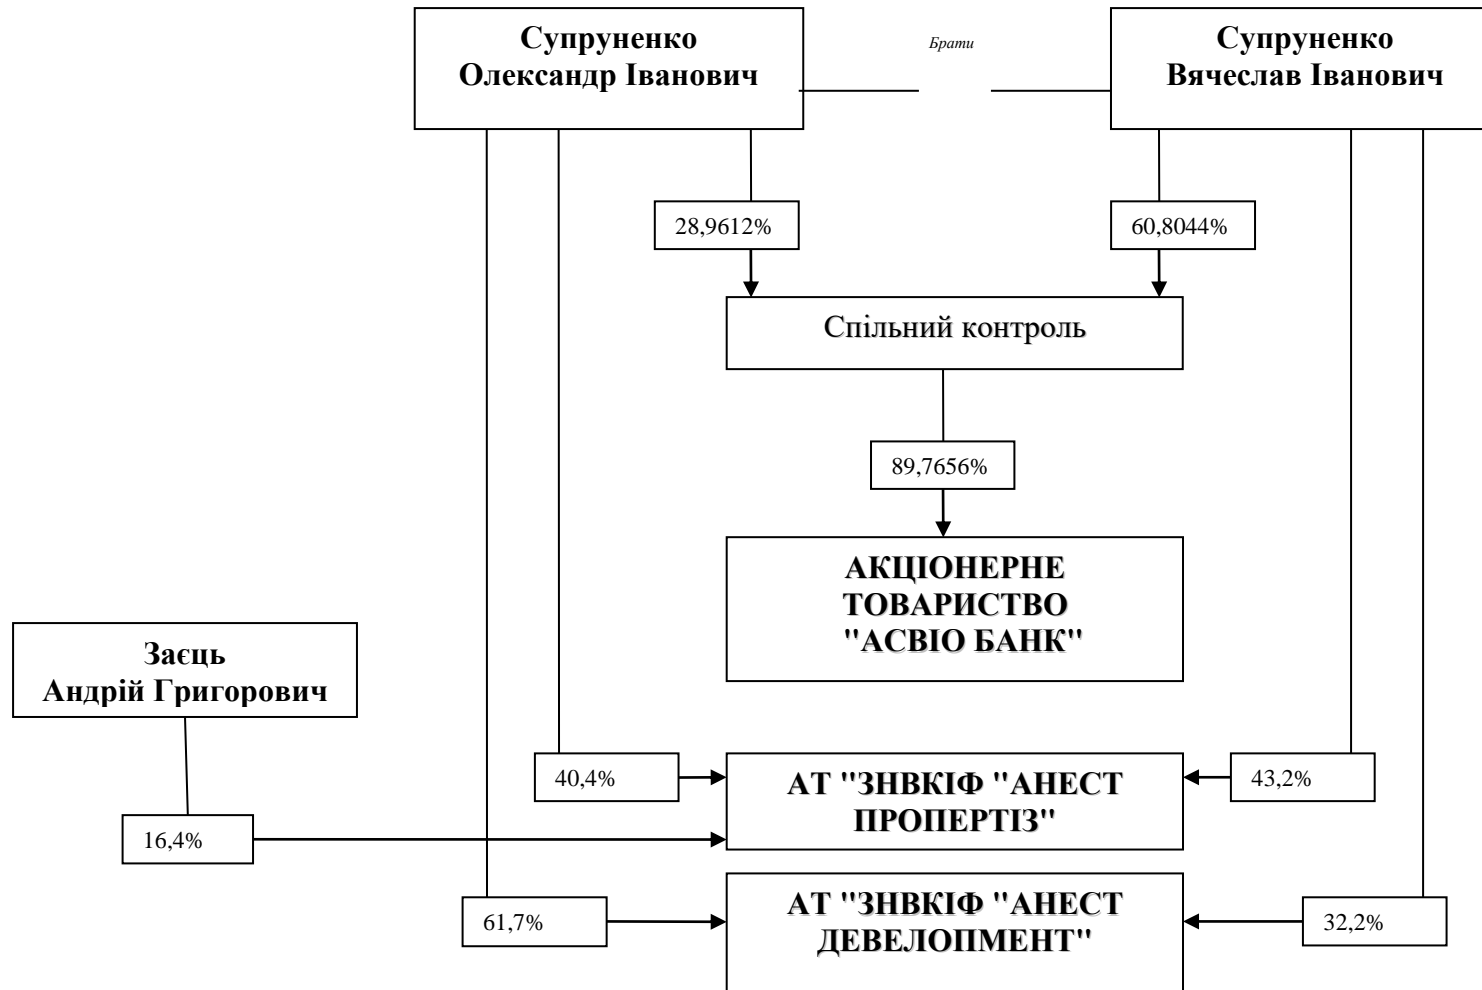 Супруненко
Олександр Іванович
Брати
Супруненко
Вячеслав Іванович
28,9612%
60,8044%
Спільний контроль
89,7656%
АКЦІОНЕРНЕ
ТОВАРИСТВО
"АСВІО БАНК"
Заєць
Андрій Григорович
40,4%
АТ "ЗНВКІФ "АНЕСТ
ПРОПЕРТІЗ"
43,2%
16,4%
61,7%
АТ "ЗНВКІФ "АНЕСТ
ДЕВЕЛОПМЕНТ"
32,2%